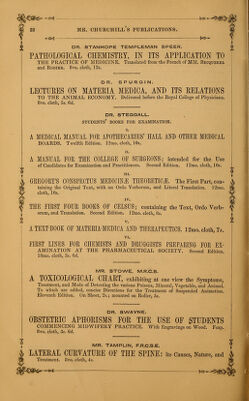 22 MR. CHURCHILL'S PUBLICATIONS.
DR. STANHOPE TEMPLEMAN SPEER.
PATHOLOGICAL CHEMISTRY, IN ITS APPLICATION TO
THE PRACTICE OF MEDICINE. Translated from the French of MM. BECQUEREL
and RODIER. 8vo. cloth,
DR. SPURGIN.
LECTURES ON MATERIA MEDICA, AND ITS RELATIONS
TO THE ANIMAL ECONOMY. Delivered before the Royal College of Physicians.
8vo. cloth, 5s. 6d.
DR. STEGGALL.
STUDENTS' BOOKS FOR EXAMINATION.
I.
A MEDICAL MANUAL FOR APOTHECARIES' HALL AND OTHER MEDICAL
BOARDS. Twelfth Edition. 12mo. cloth, 10s.
II.
A MANUAL FOR THE COLLEGE OF SURGEONS; intended for the Use
of Candidates for Examination and Practitioners. Second Edition. 12mo. cloth, 10s.
III.
GREGORY'S CONSPECTUS MEDICINÆ THEORETICÆ. The First Part, con-
taining the Original Text, with an Ordo Verborum, and Literal Translation. 12mo.
cloth, 10s.
IV.
THE FIRST FOUR BOOKS OF CELSUS; containing the Text, Ordo Verb-
orum, and Translation. Second Edition. 12mo. cloth, 8s.
V.
A TEXT-BOOK OF MATERIA-MEDICA AND THERAPEUTICS. 12mo. cloth, 7s.
VI.
FIRST LINES FOR CHEMISTS AND DRUGGISTS PREPARING FOR EX-
AMINATION AT THE PHARMACEUTICAL SOCIETY. Second Edition.
18mo. cloth, 3s. 6d.
MR. STOWE, M.R.C.S.
A TOXICOLOGICAL CHART, exhibiting at one view the Symptoms,
Treatment, and Mode of Detecting the various Poisons, Mineral, Vegetable, and Animal.
To which are added, concise Directions for the Treatment of Suspended Animation.
Eleventh Edition. On Sheet, 2s.; mounted on Roller, 5s.
DR. SWAYNE.
OBSTETRIC APHORISMS FOR THE USE OF STUDENTS
COMMENCING MIDWIFERY PRACTICE. With Engravings on Wood. Fcap.
8vo. cloth, 3s. 6d.
MR. TAMPLIN, F.R.C.S.E.
LATERAL CURVATURE OF THE SPINE: its Causes, Nature, and
Treatment. 8vo. cloth, 4s.